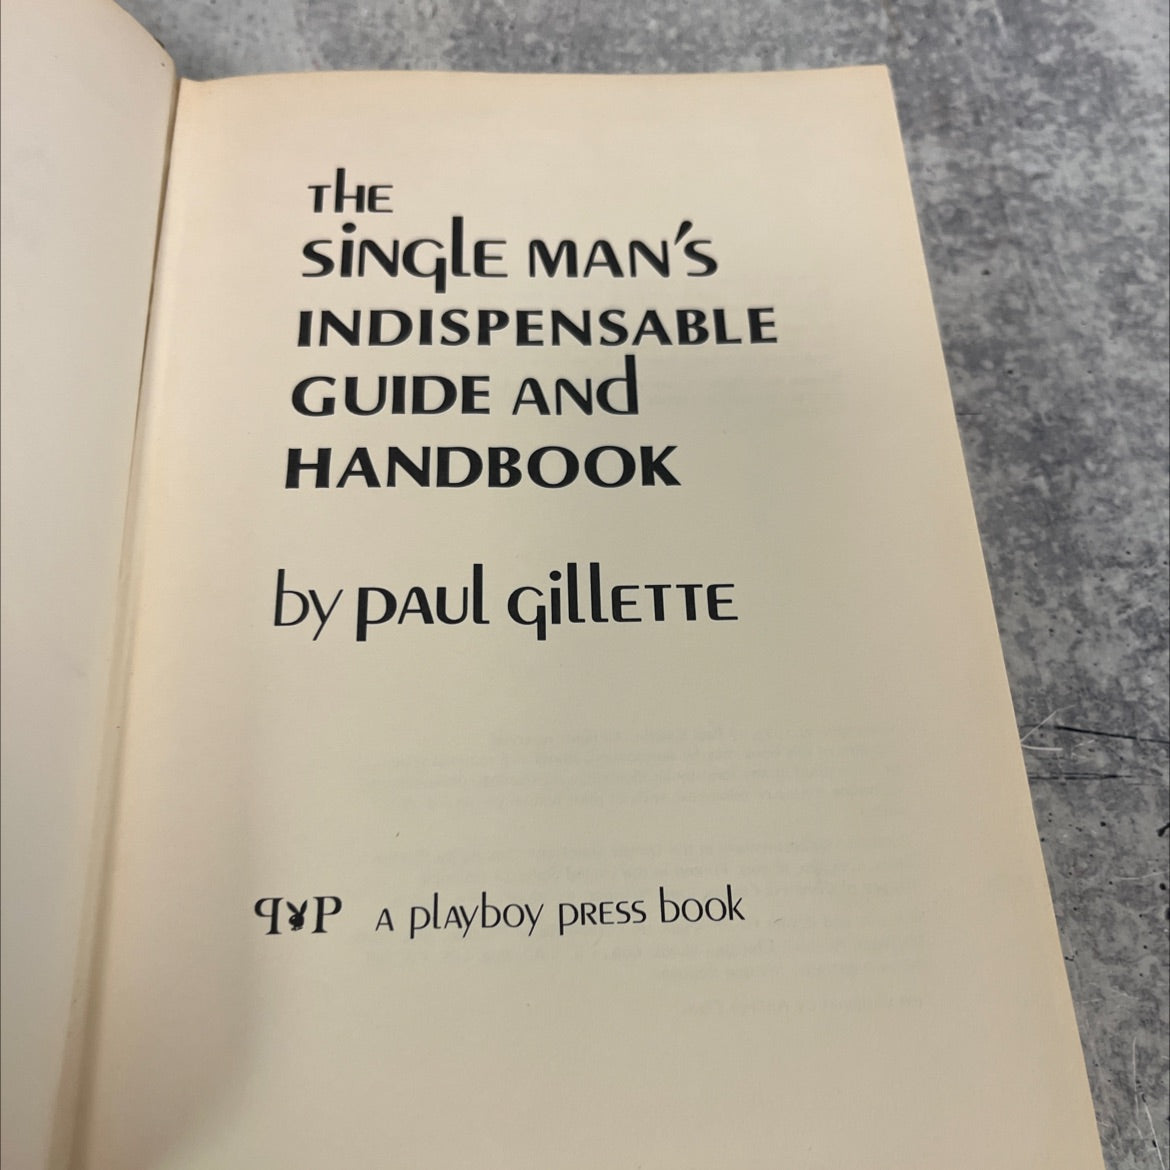 THE
SINGLE MAN'S
INDISPENSABLE
GUIDE AND
HANDBOOK
by PAUL GILLETTE
PP A PLAYBOY PRESS book